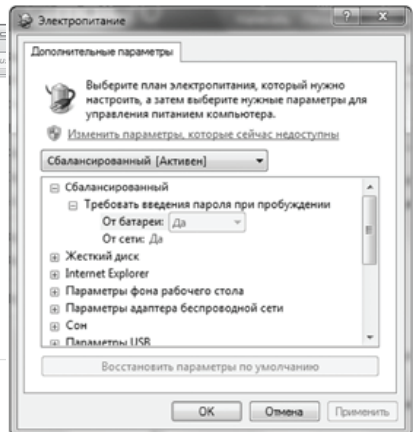 Электропитание
Дополнительные параметры
Выберите план электропитания, который нужно
настроить, а затем выберите нужные параметры для
управления питанием компьютера.
Изменить параметры, которые сейчас недоступны
Сбалансированный [Активен]
Сбалансированный
Требовать введения пароля при пробуждении
От батареи: Да
От сети: Да
Жесткий диск
Internet Explorer
Параметры фона рабочего стола
Параметры адаптера беспроводной сети
Сон
Параметры USB
Восстановить параметры по умолчанию
OK Отмена Применить